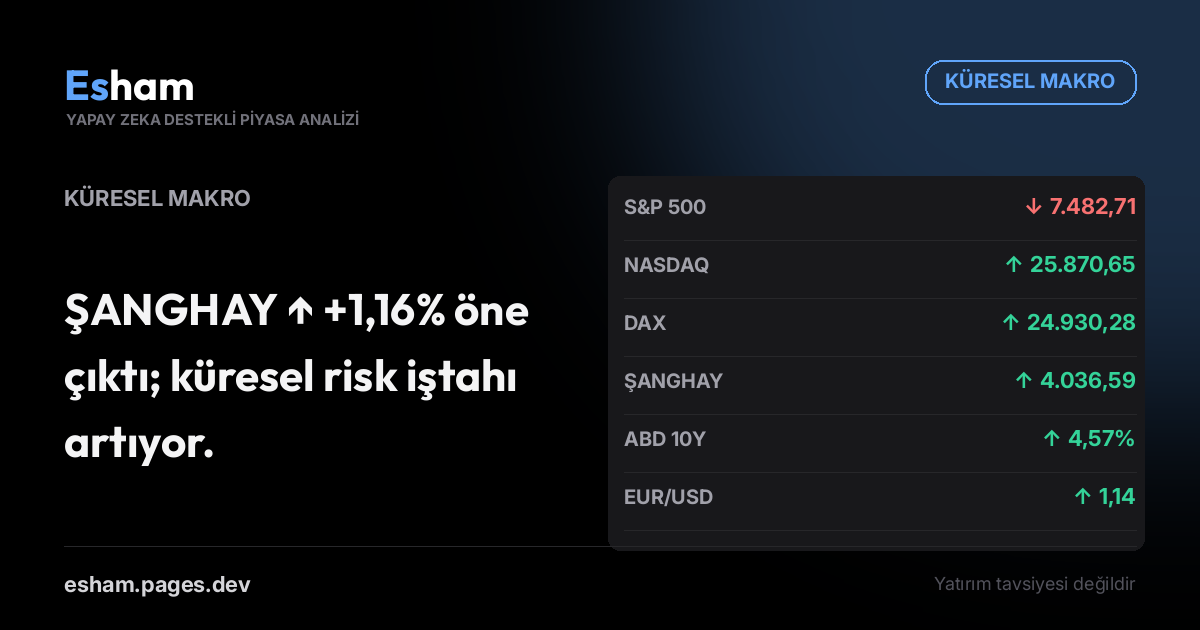 Esham
YAPAY ZEKA DESTEKLİ PİYASA ANALİZİ
KÜRESEL MAKRO
KÜRESEL MAKRO
ŞANGHAY ↑ +1,16% öne
çıktı; küresel risk iştahı
artıyor.
S&P 500 ↓ 7.482,71
NASDAQ ↑ 25.870,65
DAX ↑ 24.930,28
ŞANGHAY ↑ 4.036,59
ABD 10Y ↑ 4,57%
EUR/USD ↑ 1,14
esham.pages.dev
Yatırım tavsiyesi değildir